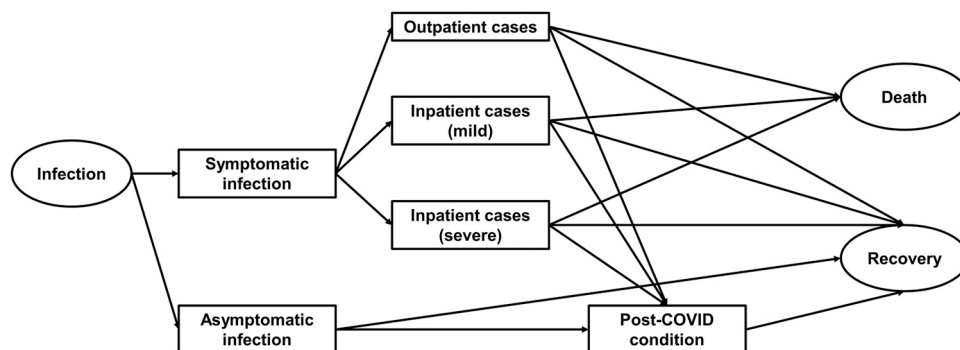 Outpatient cases
Inpatient cases
(mild)
Death
Infection
Symptomatic
infection
Inpatient cases
(severe)
Recovery
Asymptomatic
infection
Post-COVID
condition